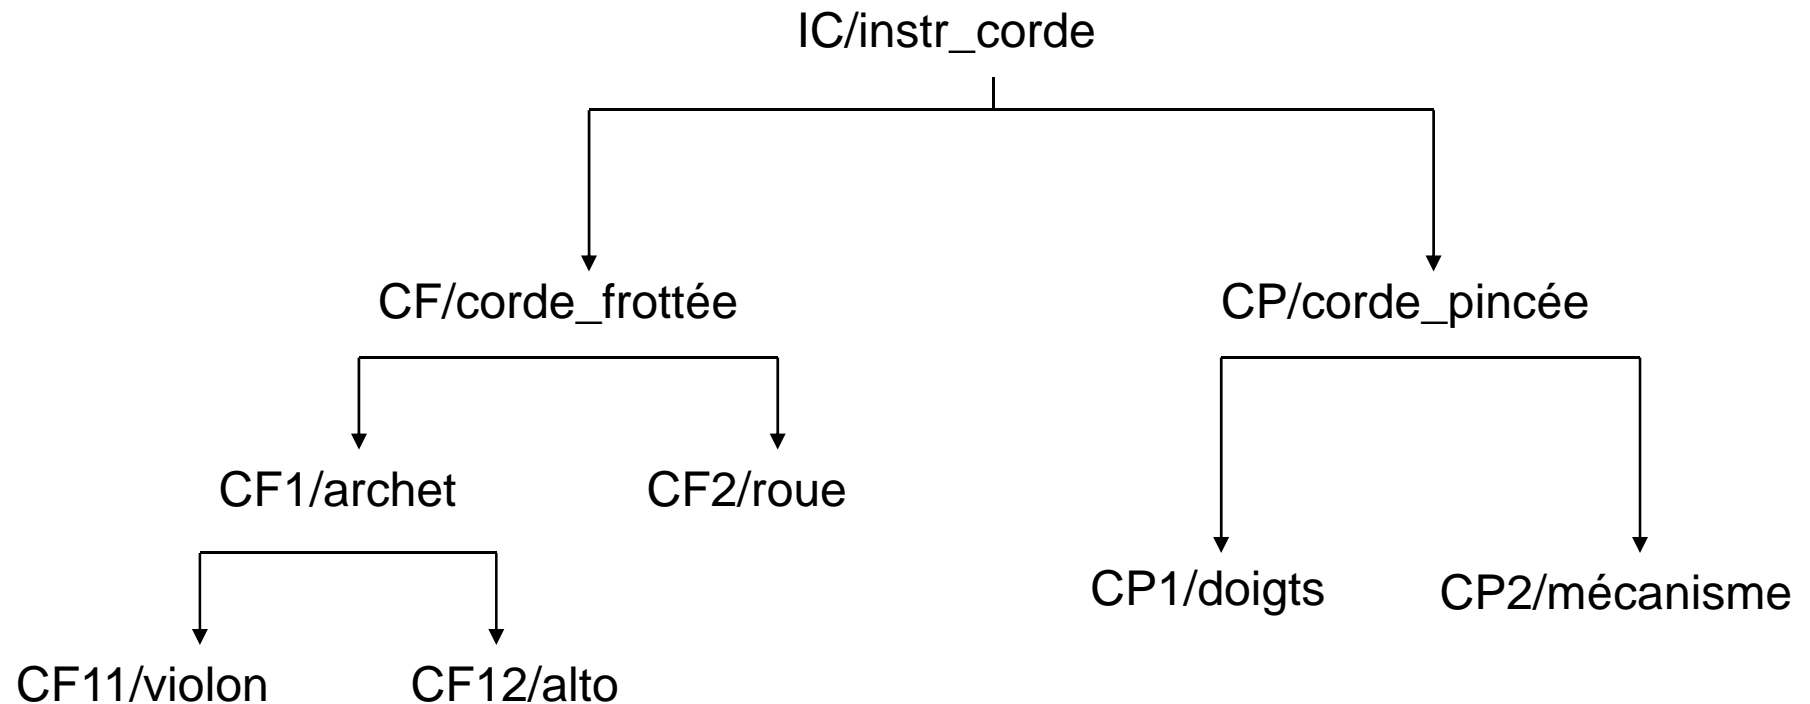 IC/instr_corde
CF/corde_frottée
CP/corde_pincée
CF1/archet
CF2/roue
CP1/doigts
CP2/mécanisme
CF11/violon
CF12/alto